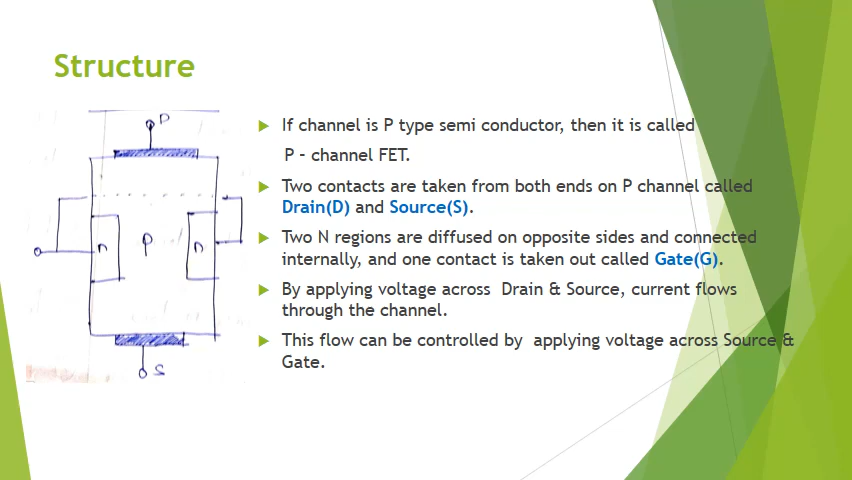 Structure
If channel is P type semi conductor, then it is called
P - channel FET.
Two contacts are taken from both ends on P channel called
Drain(D) and Source(S).
Two N regions are diffused on opposite sides and connected
internally, and one contact is taken out called Gate(G).
By applying voltage across Drain & Source, current flows
through the channel.
This flow can be controlled by applying voltage across Source &
Gate.
D
n
P
n
S